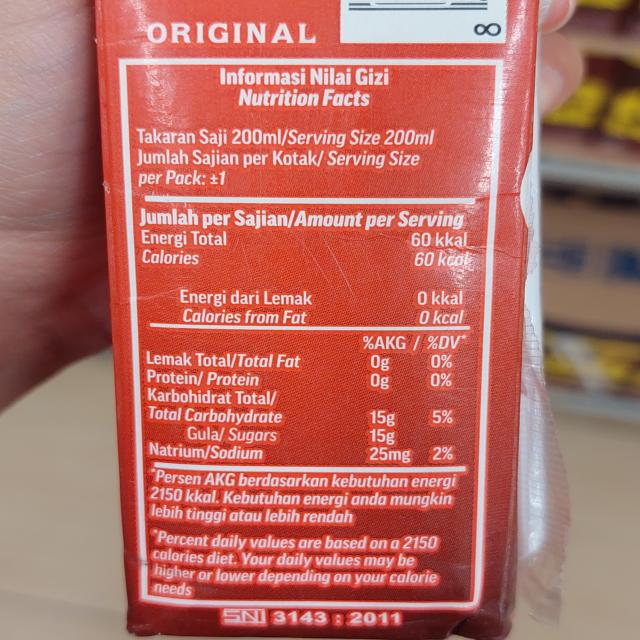 ORIGINAL
8
Informasi Nilai Gizi
Nutrition Facts
Takaran Saji 200ml/Serving Size 200ml
Jumlah Sajian per Kotak/ Serving Size
per Pack: ±1
Jumlah per Sajian/Amount per Serving
Energi Total 60 kkal
Calories 60 kcal
Energi dari Lemak 0 kkal
Calories from Fat 0 kcal
%AKG / %DV*
Lemak Total/Total Fat 0g 0%
Protein/ Protein 0g 0%
Karbohidrat Total/
Total Carbohydrate 15g 5%
Gula/ Sugars 15g
Natrium/Sodium 25mg 2%
*Persen AKG berdasarkan kebutuhan energi
2150 kkal. Kebutuhan energi anda mungkin
lebih tinggi atau lebih rendah
*Percent daily values are based on a 2150
calories diet. Your daily values may be
higher or lower depending on your calorie
needs
SNI 3143 : 2011